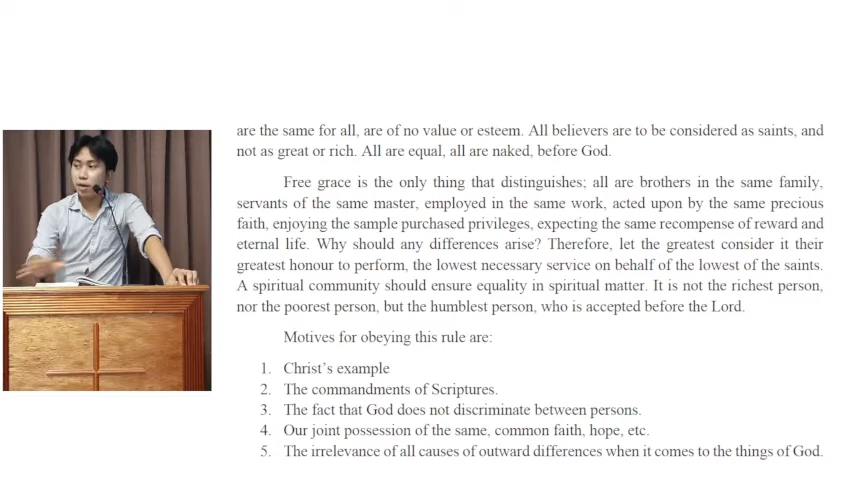 are the same for all, are of no value or esteem. All believers are to be considered as saints, and
not as great or rich. All are equal, all are naked, before God.
Free grace is the only thing that distinguishes; all are brothers in the same family,
servants of the same master, employed in the same work, acted upon by the same precious
faith, enjoying the sample purchased privileges, expecting the same recompense of reward and
eternal life. Why should any differences arise? Therefore, let the greatest consider it their
greatest honour to perform, the lowest necessary service on behalf of the lowest of the saints.
A spiritual community should ensure equality in spiritual matter. It is not the richest person,
nor the poorest person, but the humblest person, who is accepted before the Lord.
Motives for obeying this rule are:
1. Christ's example
2. The commandments of Scriptures.
3. The fact that God does not discriminate between persons.
4. Our joint possession of the same, common faith, hope, etc.
5. The irrelevance of all causes of outward differences when it comes to the things of God.